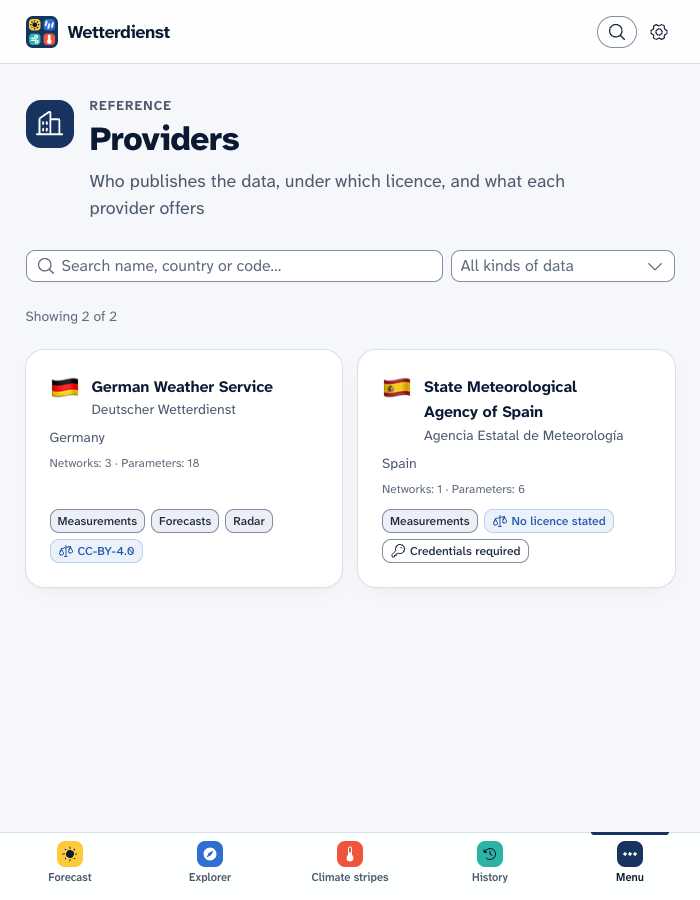 Wetterdienst
REFERENCE
Providers
Who publishes the data, under which licence, and what each
provider offers
Search name, country or code...
All kinds of data
Showing 2 of 2
German Weather Service
Deutscher Wetterdienst
Germany
Networks: 3 · Parameters: 18
Measurements
Forecasts
Radar
CC-BY-4.0
State Meteorological
Agency of Spain
Agencia Estatal de Meteorología
Spain
Networks: 1 · Parameters: 6
Measurements
No licence stated
Credentials required
Forecast
Explorer
Climate stripes
History
Menu